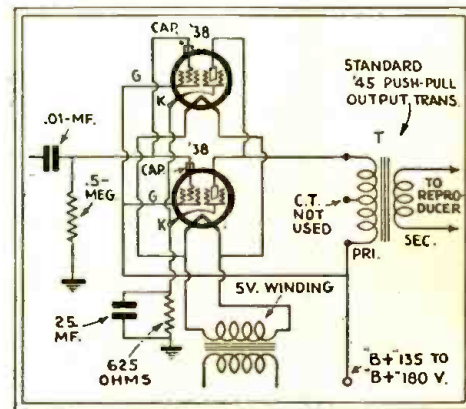 CAP.
'38
STANDARD
'45 PUSH-PULL
OUTPUT TRANS.
G
K
.01-MF.
'38
T
CAP.
.5-
MEG.
G
K
C.T.
NOT
USED
TO
REPRO-
DUCER
PRI.
SEC.
5V. WINDING
25
MF.
625
OHMS
"B+" 135 TO
"B+" 180 V.